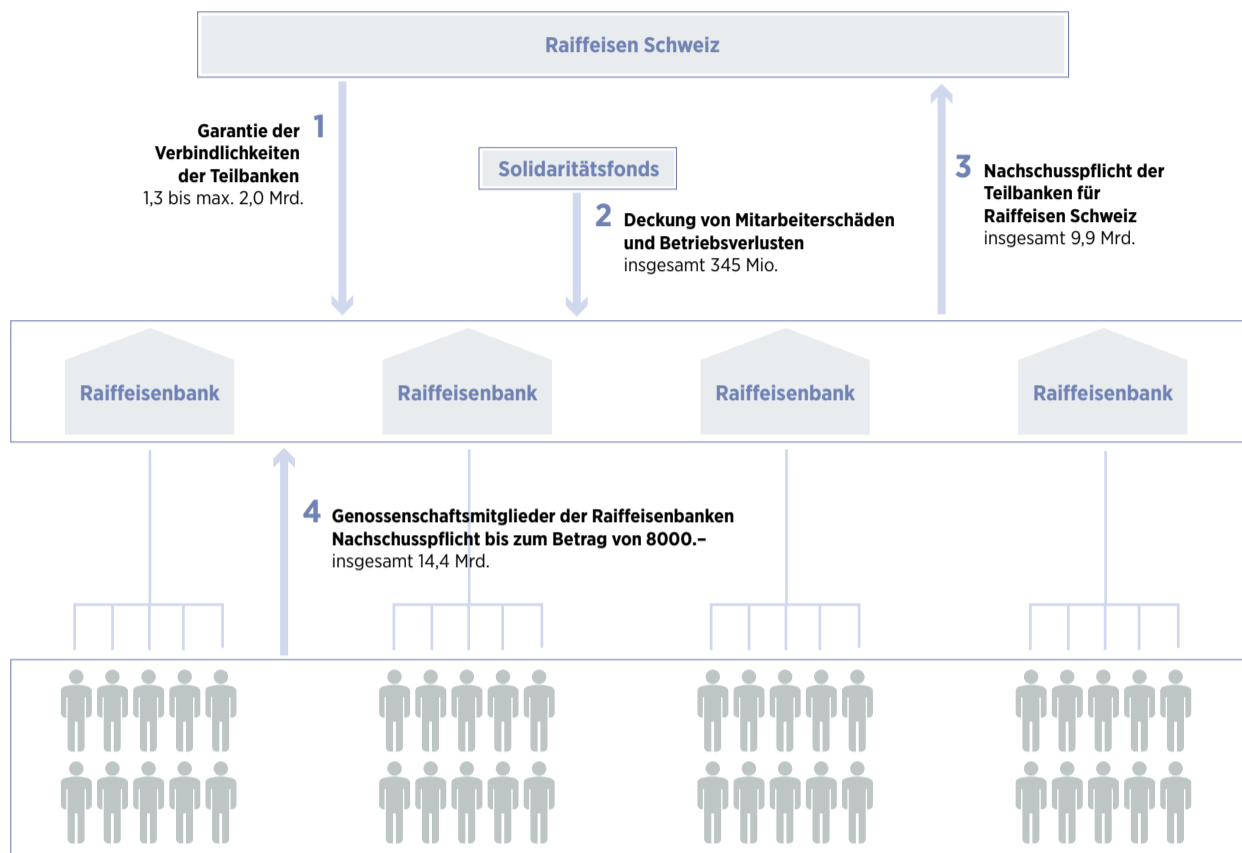 Raiffeisen Schweiz
1
Garantie der
Verbindlichkeiten
der Teilbanken
1,3 bis max. 2,0 Mrd.
Solidaritätsfonds
2
Deckung von Mitarbeiterschäden
und Betriebsverlusten
insgesamt 345 Mio.
3
Nachschusspflicht der
Teilbanken für
Raiffeisen Schweiz
insgesamt 9,9 Mrd.
Raiffeisenbank
Raiffeisenbank
Raiffeisenbank
Raiffeisenbank
4
Genossenschaftsmitglieder der Raiffeisenbanken
Nachschusspflicht bis zum Betrag von 8000.–
insgesamt 14,4 Mrd.